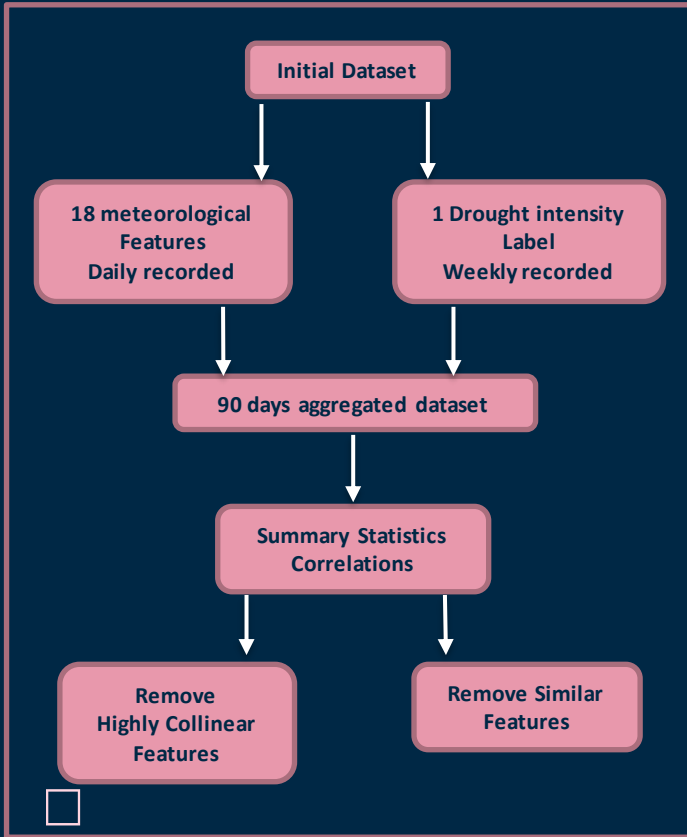 Initial Dataset
18 meteorological
Features
Daily recorded
1 Drought intensity
Label
Weekly recorded
90 days aggregated dataset
Summary Statistics
Correlations
Remove
Highly Collinear
Features
Remove Similar
Features